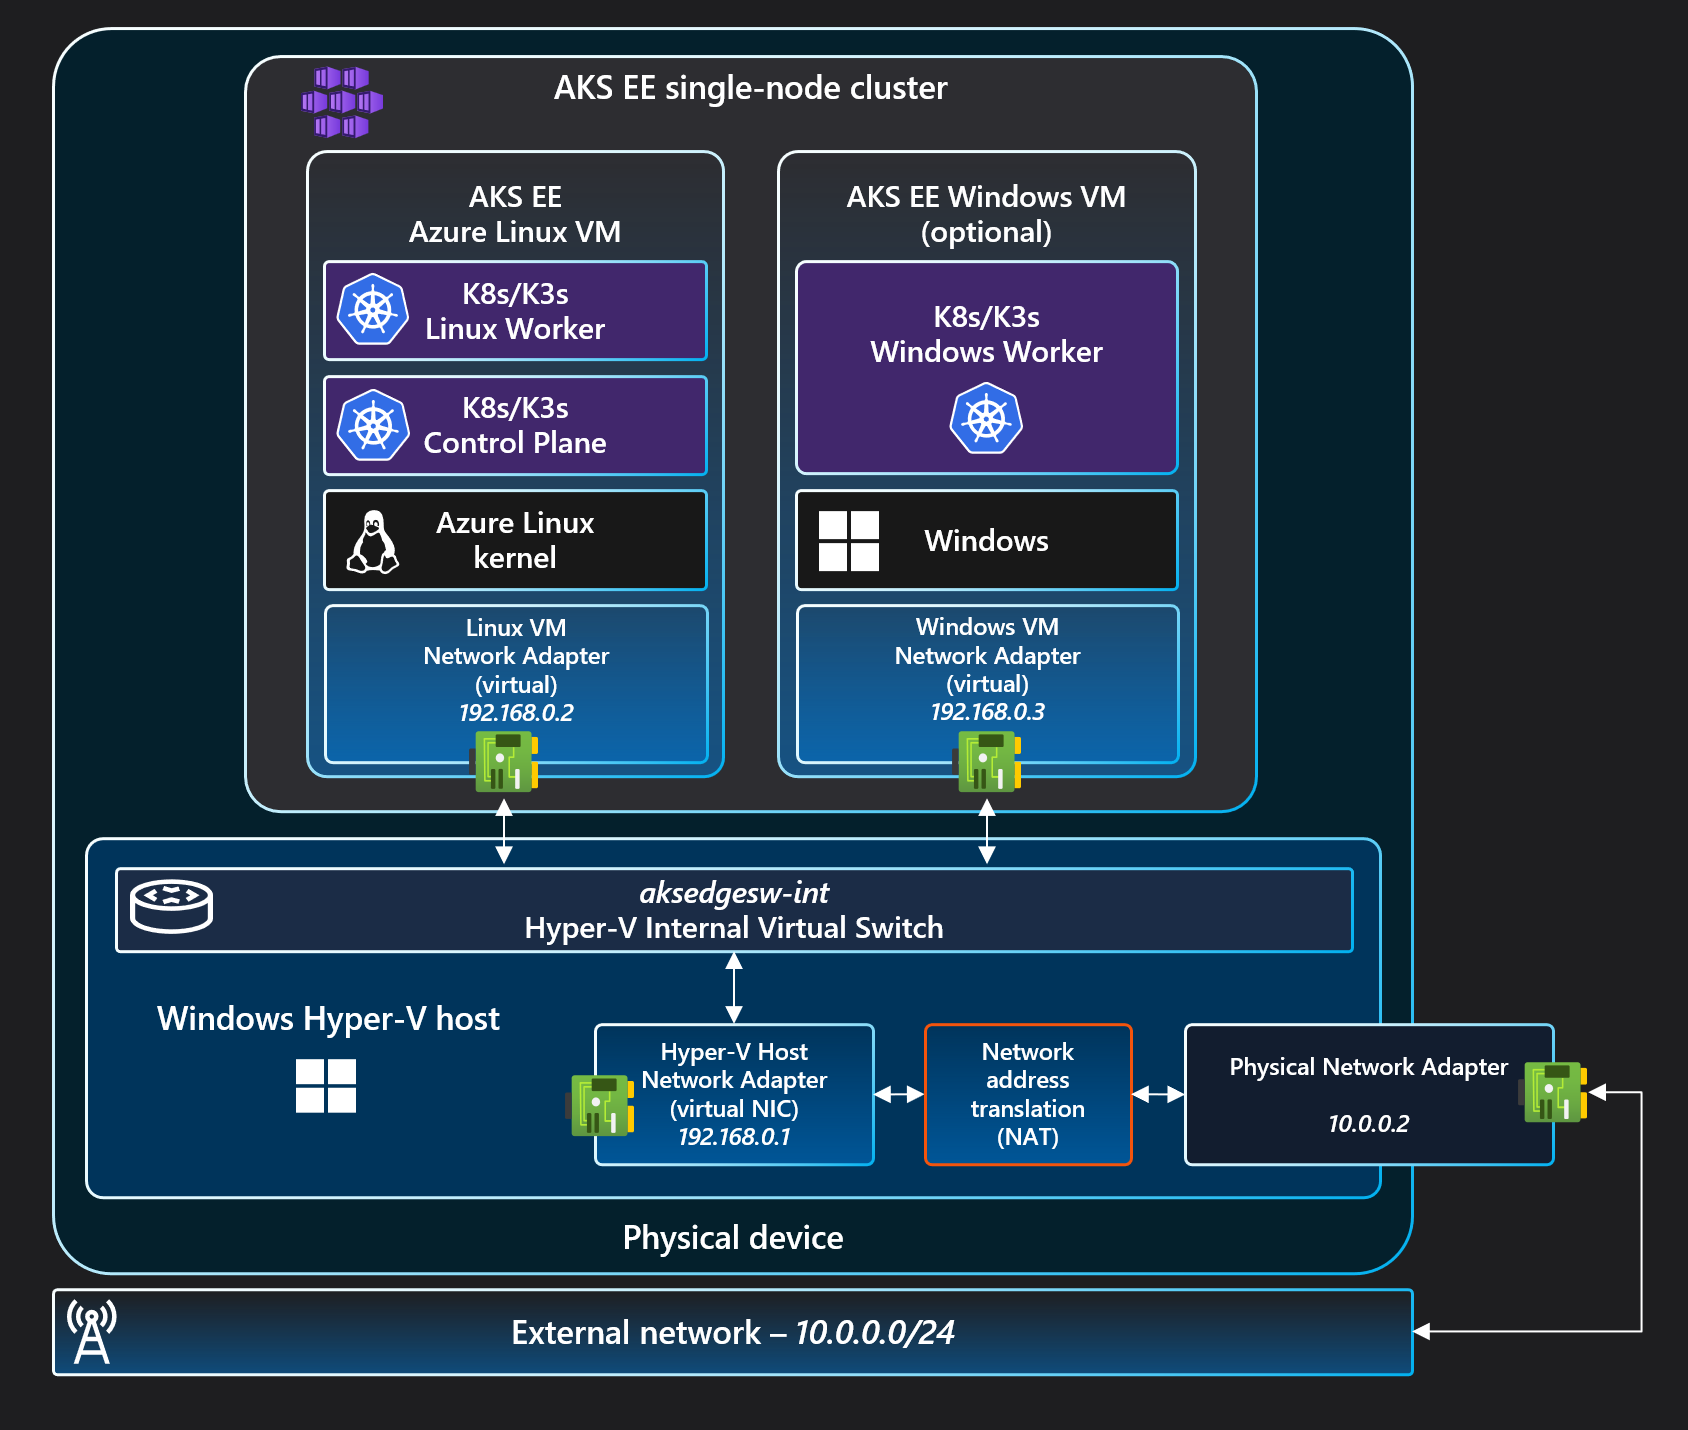 AKS EE single-node cluster
AKS EE
Azure Linux VM
K8s/K3s
Linux Worker
K8s/K3s
Control Plane
Azure Linux
kernel
Linux VM
Network Adapter
(virtual)
192.168.0.2
AKS EE Windows VM
(optional)
K8s/K3s
Windows Worker
Windows
Windows VM
Network Adapter
(virtual)
192.168.0.3
aksedgesw-int
Hyper-V Internal Virtual Switch
Windows Hyper-V host
Hyper-V Host
Network Adapter
(virtual NIC)
192.168.0.1
Network
address
translation
(NAT)
Physical Network Adapter
10.0.0.2
Physical device
External network – 10.0.0.0/24